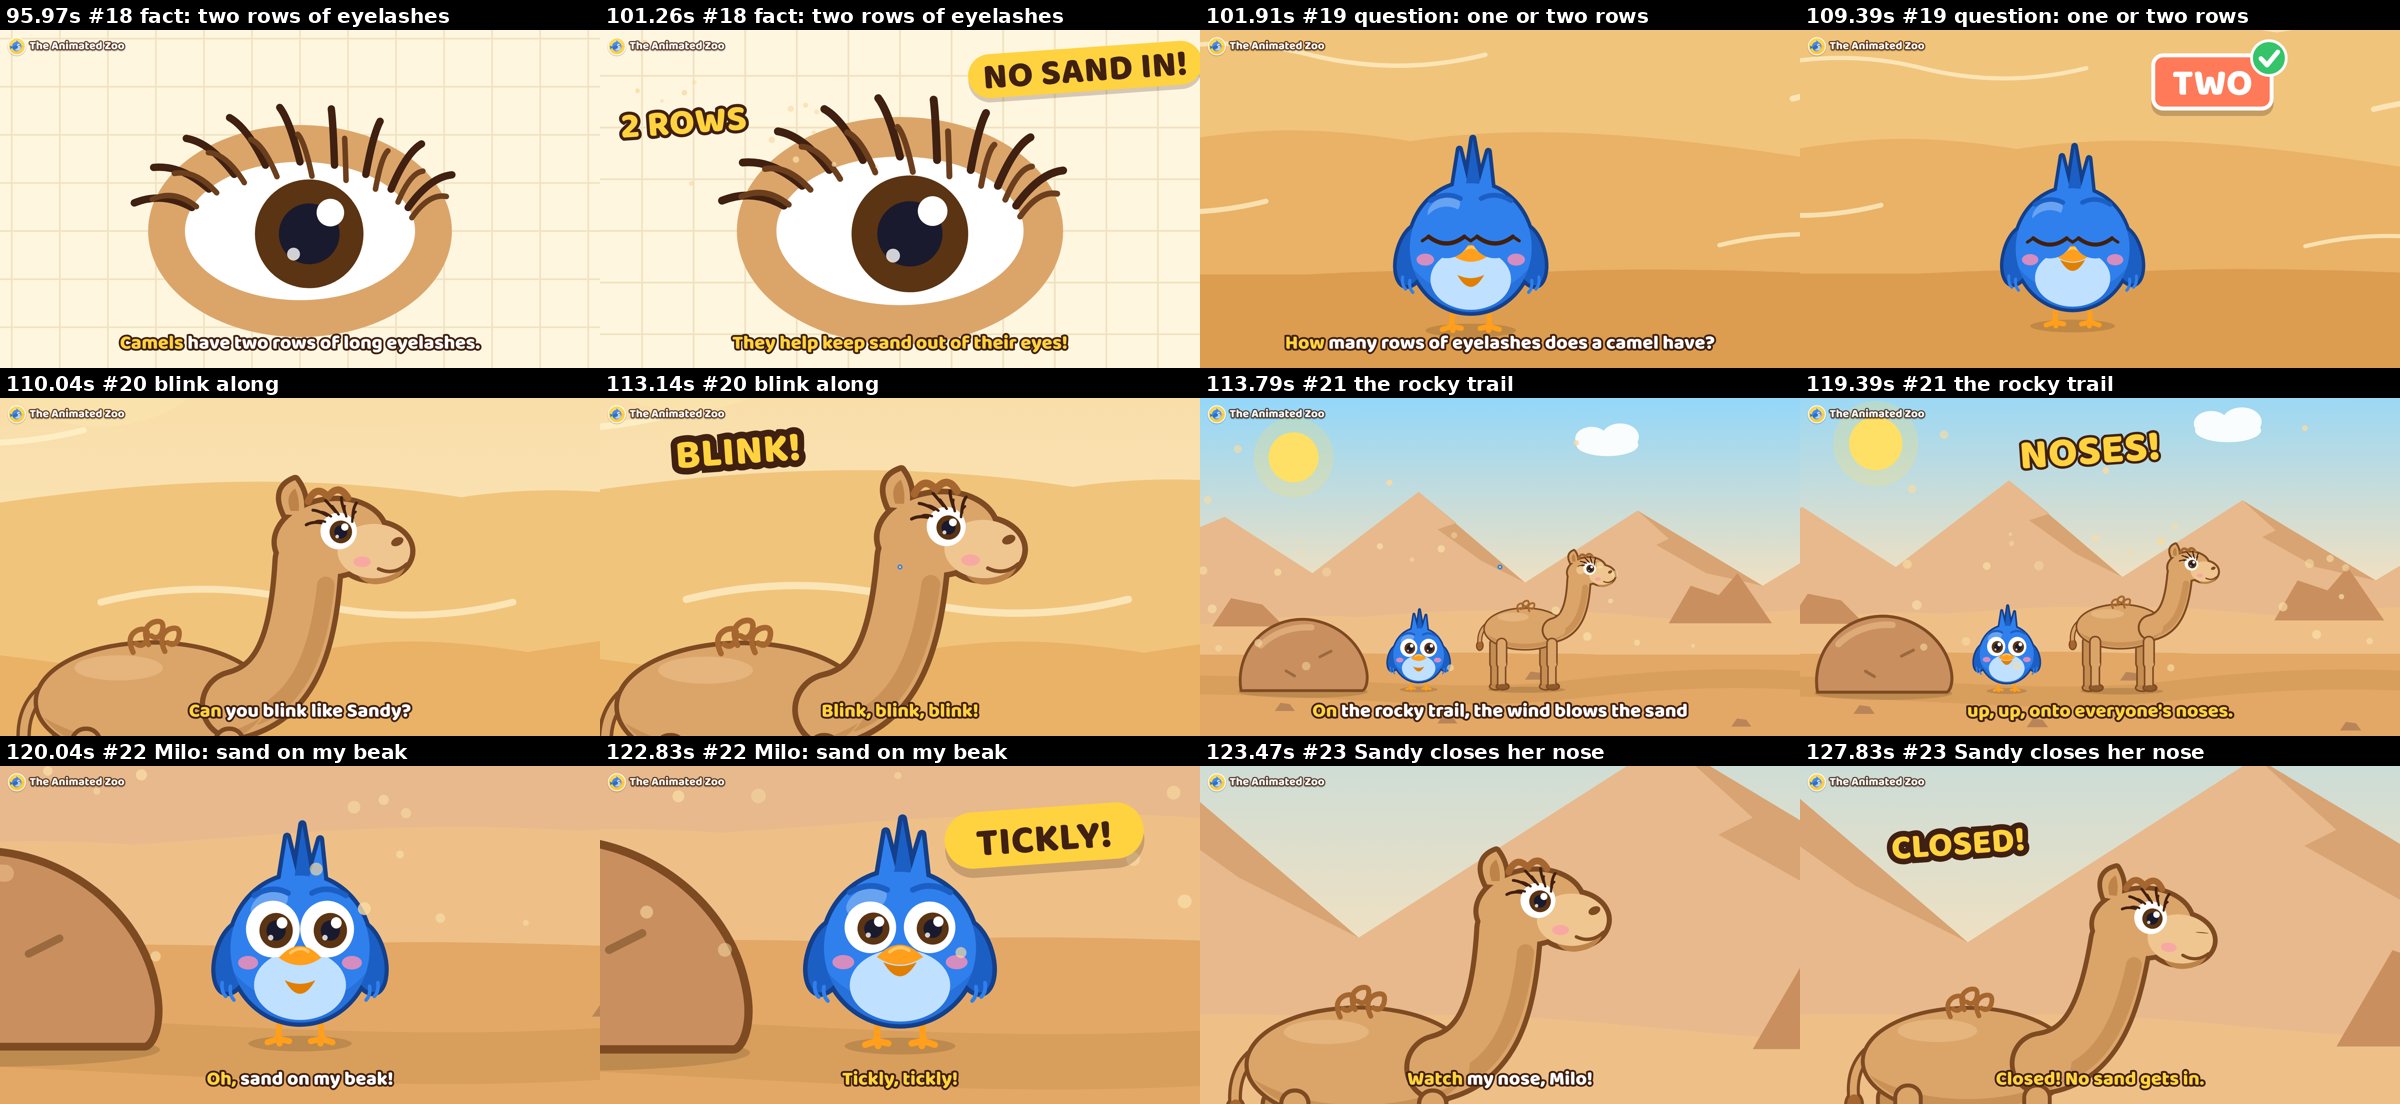 95.97s #18 fact: two rows of eyelashes
The Animated Zoo
Camels have two rows of long eyelashes.
101.26s #18 fact: two rows of eyelashes
The Animated Zoo
NO SAND IN!
2 ROWS
They help keep sand out of their eyes!
101.91s #19 question: one or two rows
The Animated Zoo
How many rows of eyelashes does a camel have?
109.39s #19 question: one or two rows
The Animated Zoo
TWO
110.04s #20 blink along
The Animated Zoo
Can you blink like Sandy?
113.14s #20 blink along
The Animated Zoo
BLINK!
Blink, blink, blink!
113.79s #21 the rocky trail
The Animated Zoo
On the rocky trail, the wind blows the sand
119.39s #21 the rocky trail
The Animated Zoo
NOSES!
up, up, onto everyone's noses.
120.04s #22 Milo: sand on my beak
The Animated Zoo
Oh, sand on my beak!
122.83s #22 Milo: sand on my beak
The Animated Zoo
TICKLY!
Tickly, tickly!
123.47s #23 Sandy closes her nose
The Animated Zoo
Watch my nose, Milo!
127.83s #23 Sandy closes her nose
The Animated Zoo
CLOSED!
Closed! No sand gets in.